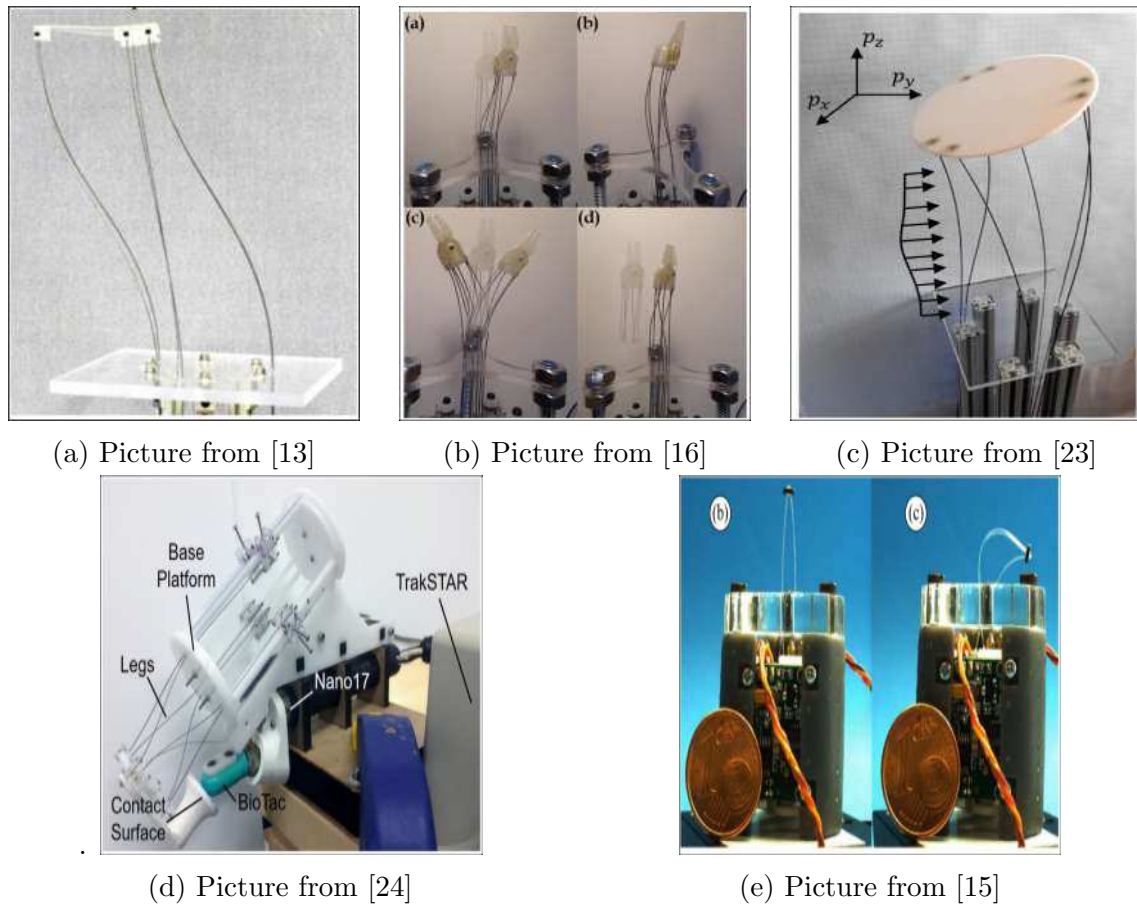 (a)
(b)
(c)
(d)
p_z
p_y
p_x
(a) Picture from [13]
(b) Picture from [16]
(c) Picture from [23]
Base
Platform
TrakSTAR
Legs
Nano17
BioTac
Contact
Surface
(b)
(c)
.
(d) Picture from [24]
(e) Picture from [15]